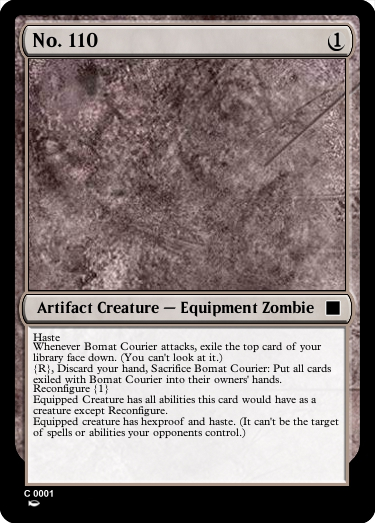 No. 110
1
Artifact Creature — Equipment Zombie
Haste
Whenever Bomat Courier attacks, exile the top card of your
library face down. (You can't look at it.)
{R}, Discard your hand, Sacrifice Bomat Courier: Put all cards
exiled with Bomat Courier into their owners' hands.
Reconfigure {1}
Equipped Creature has all abilities this card would have as a
creature except Reconfigure.
Equipped creature has hexproof and haste. (It can't be the target
of spells or abilities your opponents control.)
C 0001